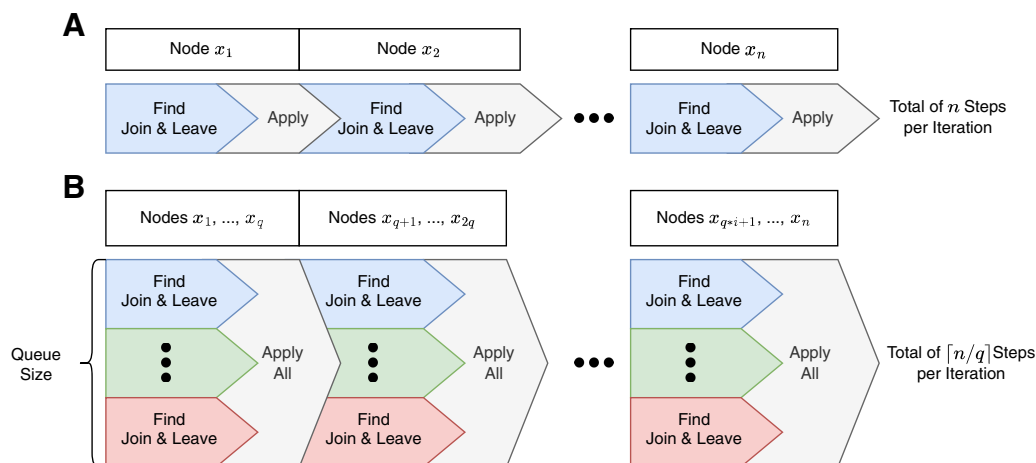 A
Node x₁
Node x₂
Node xₙ
Find
Join & Leave
Apply
Find
Join & Leave
Apply
Find
Join & Leave
Apply
Total of n Steps
per Iteration
B
Nodes x₁, ..., x_q
Nodes x_{q+1}, ..., x_{2q}
Nodes x_{q*i+1}, ..., xₙ
Queue
Size
Find
Join & Leave
Find
Join & Leave
Find
Join & Leave
Apply
All
Apply
All
Apply
All
Find
Join & Leave
Find
Join & Leave
Find
Join & Leave
Total of ⌈n/q⌉Steps
per Iteration